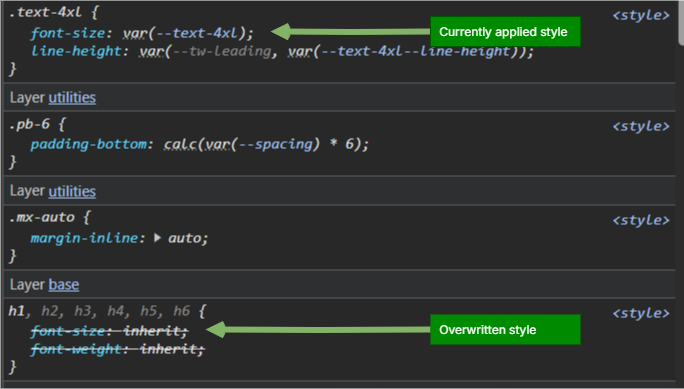 .text-4xl { <style>
font-size: var(--text-4xl); Currently applied style
line-height: var(--tw-leading, var(--text-4xl--line-height));
}
Layer utilities
.pb-6 { <style>
padding-bottom: calc(var(--spacing) * 6);
}
Layer utilities
.mx-auto { <style>
margin-inline: ▶ auto;
}
Layer base
h1, h2, h3, h4, h5, h6 { <style>
font-size: inherit; Overwritten style
font-weight: inherit;
}